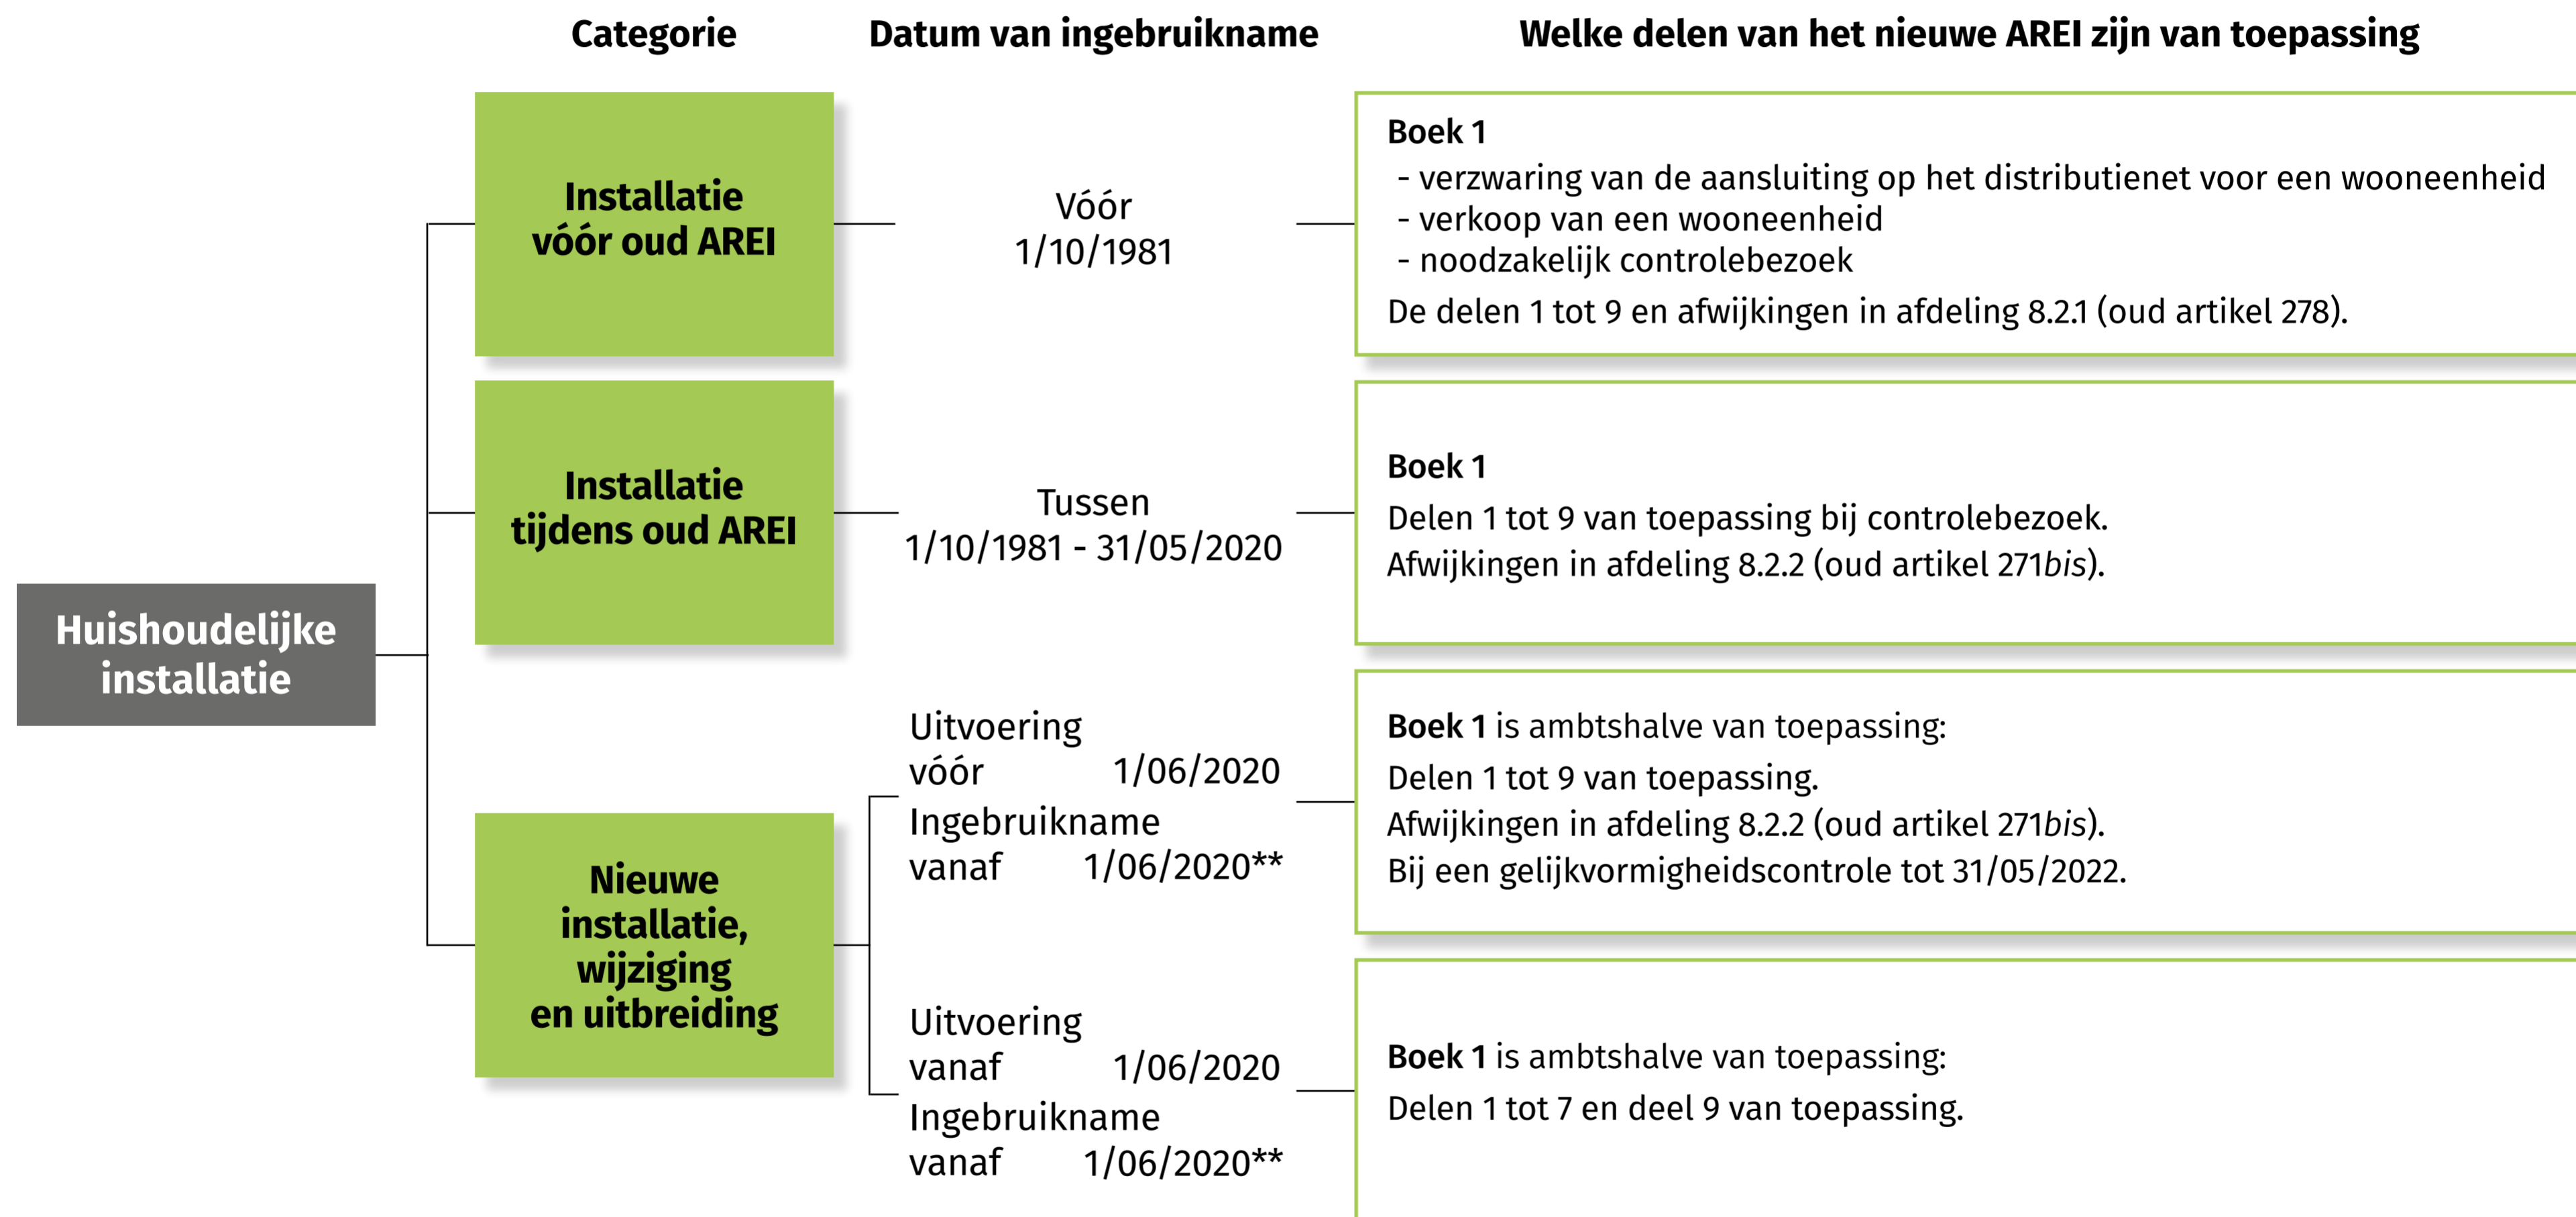 Categorie
Datum van ingebruikname
Welke delen van het nieuwe AREI zijn van toepassing
Huishoudelijke
installatie
Installatie
vóór oud AREI
Vóór
1/10/1981
Boek 1
- verzwaring van de aansluiting op het distributienet voor een wooneenheid
- verkoop van een wooneenheid
- noodzakelijk controlebezoek
De delen 1 tot 9 en afwijkingen in afdeling 8.2.1 (oud artikel 278).
Installatie
tijdens oud AREI
Tussen
1/10/1981 - 31/05/2020
Boek 1
Delen 1 tot 9 van toepassing bij controlebezoek.
Afwijkingen in afdeling 8.2.2 (oud artikel 271bis).
Nieuwe
installatie,
wijziging
en uitbreiding
Uitvoering
vóór 1/06/2020
Ingebruikname
vanaf 1/06/2020**
Boek 1 is ambtshalve van toepassing:
Delen 1 tot 9 van toepassing.
Afwijkingen in afdeling 8.2.2 (oud artikel 271bis).
Bij een gelijkvormigheidscontrole tot 31/05/2022.
Uitvoering
vanaf 1/06/2020
Ingebruikname
vanaf 1/06/2020**
Boek 1 is ambtshalve van toepassing:
Delen 1 tot 7 en deel 9 van toepassing.